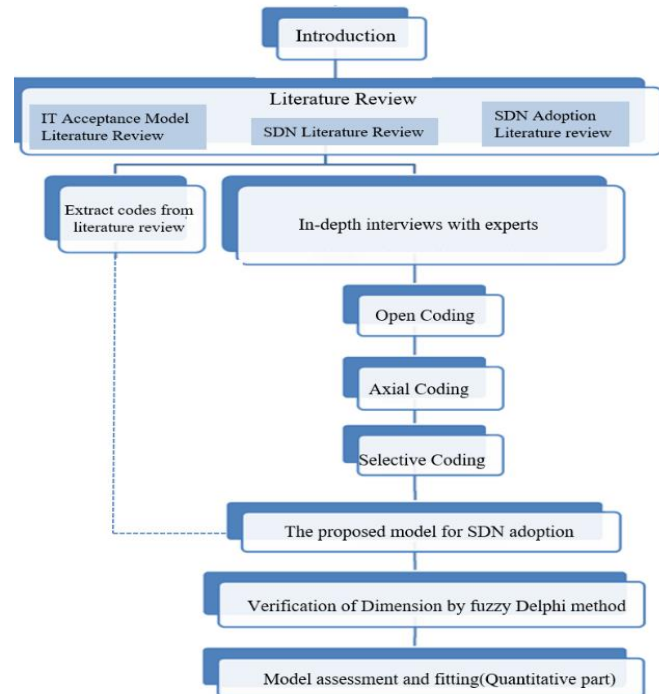 Introduction
Literature Review
IT Acceptance Model
Literature Review
SDN Literature Review
SDN Adoption
Literature review
Extract codes from
literature review
In-depth interviews with experts
Open Coding
Axial Coding
Selective Coding
The proposed model for SDN adoption
Verification of Dimension by fuzzy Delphi method
Model assessment and fitting(Quantitative part)